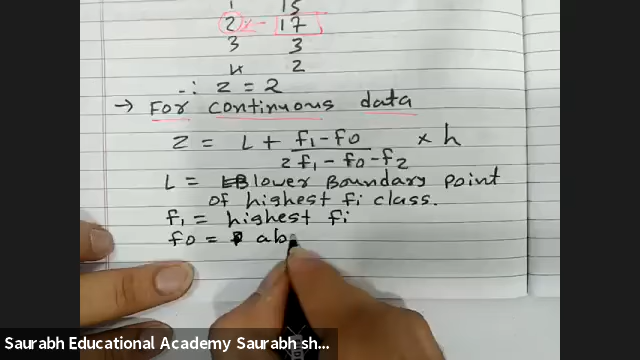 1 15
2 17
3 3
4 2
∴ Z = 2
→ For continuous data
Z = L + f1 - f0 / 2f1 - f0 - f2 × h
L = lower Boundary point
of highest fi class.
f1 = highest fi
f0 = ab
Saurabh Educational Academy Saurabh sh...